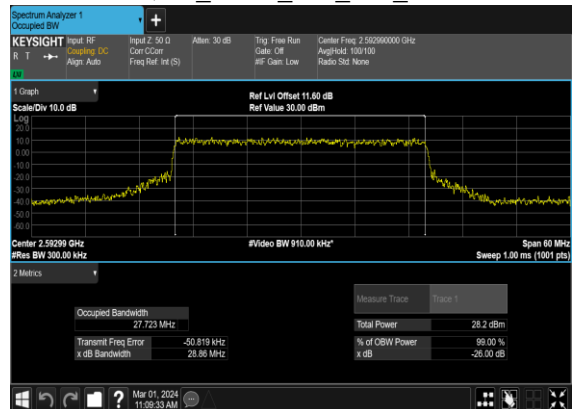 Spectrum Analyzer 1
Occupied BW
+
KEYSIGHT
R T
LW
Input: RF
Coupling: DC
Align: Auto
Input Z: 50 Ω
Corr CCorr
Freq Ref: Int (S)
Atten: 30 dB
Trig: Free Run
Gate: Off
#IF Gain: Low
Center Freq: 2.592990000 GHz
Avg|Hold: 100/100
Radio Std: None
1 Graph
Scale/Div 10.0 dB
Ref Lvl Offset 11.60 dB
Ref Value 30.00 dBm
Log
20.0
10.0
0.00
-10.0
-20.0
-30.0
-40.0
-50.0
-60.0
Center 2.59299 GHz
#Res BW 300.00 kHz
#Video BW 910.00 kHz*
Span 60 MHz
Sweep 1.00 ms (1001 pts)
2 Metrics
Measure Trace Trace 1
Occupied Bandwidth
27.723 MHz
Total Power 28.2 dBm
Transmit Freq Error -50.819 kHz
% of OBW Power 99.00 %
x dB Bandwidth 28.86 MHz
x dB -26.00 dB
?
Mar 01, 2024
11:09:33 AM